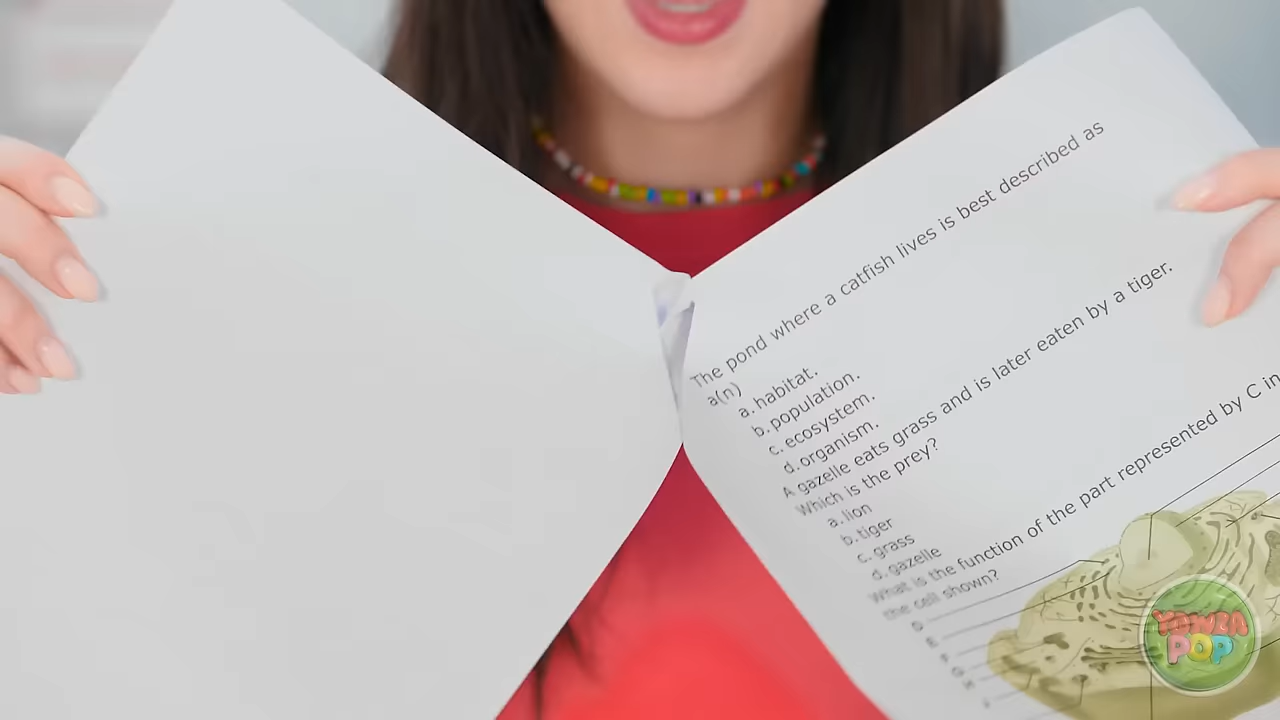 The pond where a catfish lives is best described as
a(n)
a. habitat.
b. population.
c. ecosystem.
d. organism.
A gazelle eats grass and is later eaten by a tiger.
Which is the prey?
a. lion
b. tiger
c. grass
d. gazelle
What is the function of the part represented by C in
the cell shown?
YOWZA
POP